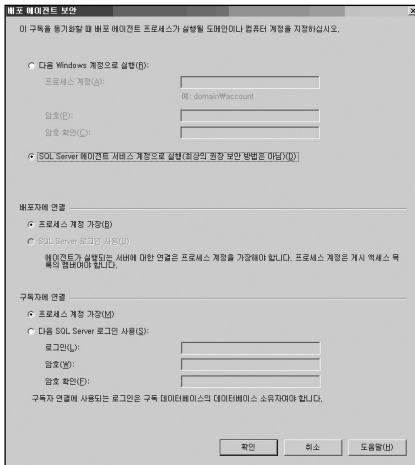 배포 에이전트 보안
이 구독을 동기화할 때 배포 에이전트 프로세스가 실행될 도메인이나 컴퓨터 계정을 지정하십시오.
다음 Windows 계정으로 실행(R):
프로세스 계정(A):
예: domain₩account
암호(P):
암호 확인(C):
SQL Server 에이전트 서비스 계정으로 실행(최상의 권장 보안 방법은 아님)(D)
배포자에 연결
프로세스 계정 가장(B)
SQL Server 로그인 사용(U)
에이전트가 실행되는 서버에 대한 연결은 프로세스 계정을 가장해야 합니다. 프로세스 계정은 게시 액세스 목
록의 멤버여야 합니다.
구독자에 연결
프로세스 계정 가장(M)
다음 SQL Server 로그인 사용(S):
로그인(L):
암호(W):
암호 확인(F):
구독자 연결에 사용되는 로그인은 구독 데이터베이스의 데이터베이스 소유자여야 합니다.
확인 취소 도움말(H)